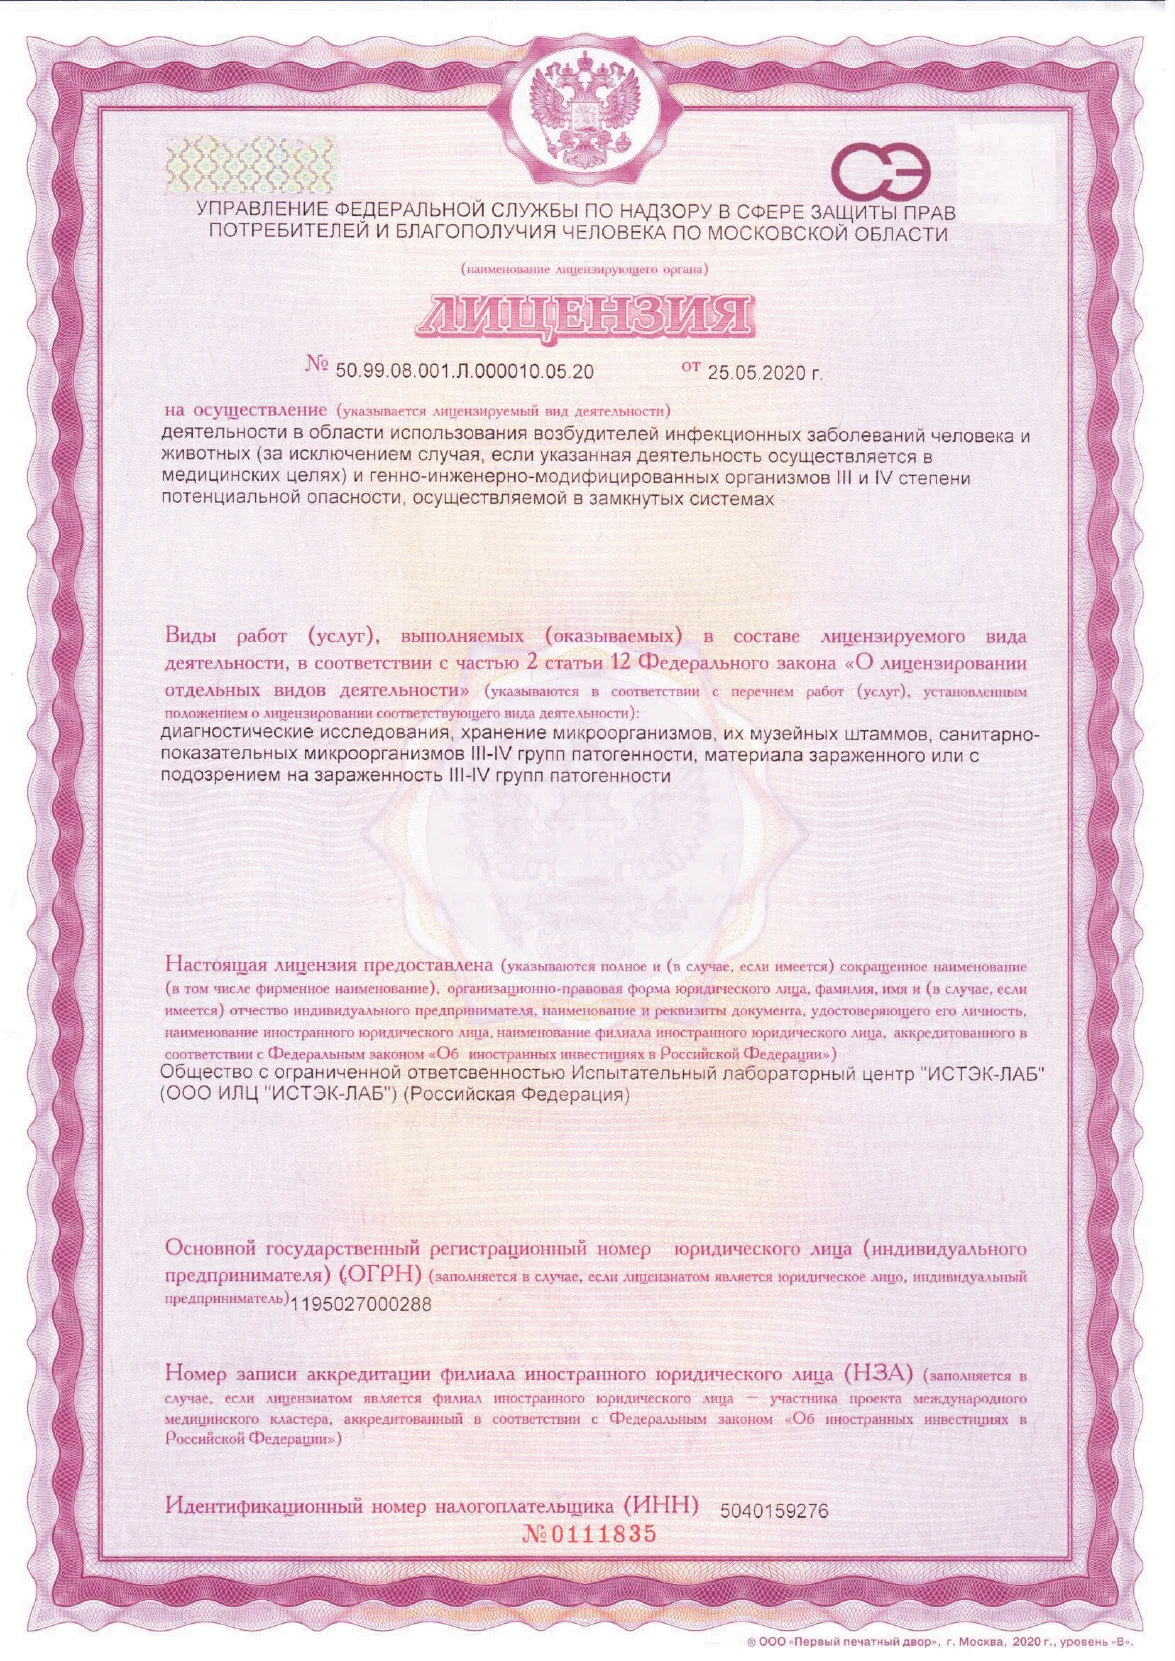 СЭ
УПРАВЛЕНИЕ ФЕДЕРАЛЬНОЙ СЛУЖБЫ ПО НАДЗОРУ В СФЕРЕ ЗАЩИТЫ ПРАВ
ПОТРЕБИТЕЛЕЙ И БЛАГОПОЛУЧИЯ ЧЕЛОВЕКА ПО МОСКОВСКОЙ ОБЛАСТИ
(наименование лицензирующего органа)
ЛИЦЕНЗИЯ
№ 50.99.08.001.Л.000010.05.20 от 25.05.2020 г.
на осуществление (указывается лицензируемый вид деятельности)
деятельности в области использования возбудителей инфекционных заболеваний человека и
животных (за исключением случая, если указанная деятельность осуществляется в
медицинских целях) и генно-инженерно-модифицированных организмов III и IV степени
потенциальной опасности, осуществляемой в замкнутых системах
Виды работ (услуг), выполняемых (оказываемых) в составе лицензируемого вида
деятельности, в соответствии с частью 2 статьи 12 Федерального закона «О лицензировании
отдельных видов деятельности» (указываются в соответствии с перечнем работ (услуг), установленным
положением о лицензировании соответствующего вида деятельности):
диагностические исследования, хранение микроорганизмов, их музейных штаммов, санитарно-
показательных микроорганизмов III-IV групп патогенности, материала зараженного или с
подозрением на зараженность III-IV групп патогенности
Настоящая лицензия предоставлена (указываются полное и (в случае, если имеется) сокращенное наименование
(в том числе фирменное наименование), организационно-правовая форма юридического лица, фамилия, имя и (в случае, если
имеется) отчество индивидуального предпринимателя, наименование и реквизиты документа, удостоверяющего его личность,
наименование иностранного юридического лица, наименование филиала иностранного юридического лица, аккредитованного в
соответствии с Федеральным законом «Об иностранных инвестициях в Российской Федерации»)
Общество с ограниченной ответсвенностью Испытательный лабораторный центр "ИСТЭК-ЛАБ"
(ООО ИЛЦ "ИСТЭК-ЛАБ") (Российская Федерация)
Основной государственный регистрационный номер юридического лица (индивидуального
предпринимателя) (ОГРН) (заполняется в случае, если лицензиатом является юридическое лицо, индивидуальный
предприниматель) 1195027000288
Номер записи аккредитации филиала иностранного юридического лица (НЗА) (заполняется в
случае, если лицензиатом является филиал иностранного юридического лица — участника проекта международного
медицинского кластера, аккредитованный в соответствии с Федеральным законом «Об иностранных инвестициях в
Российской Федерации»)
Идентификационный номер налогоплательщика (ИНН) 5040159276
№0111835
© ООО «Первый печатный двор», г. Москва, 2020 г., уровень «В».